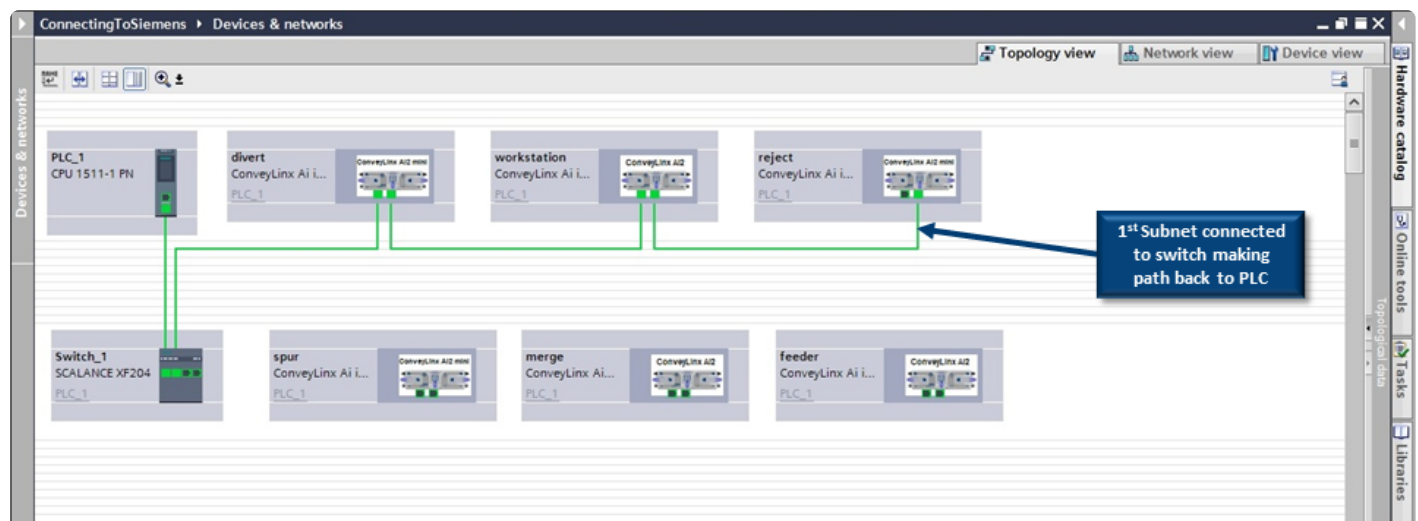 ConnectingToSiemens ▸ Devices & networks
Topology view
Network view
Device view
Devices & networks
PLC_1
CPU 1511-1 PN
divert
ConveyLinx Ai i...
PLC_1
ConveyLinx Ai2 mini
workstation
ConveyLinx Ai i...
PLC_1
ConveyLinx Ai2
reject
ConveyLinx Ai i...
PLC_1
ConveyLinx Ai2 mini
1st Subnet connected
to switch making
path back to PLC
Switch_1
SCALANCE XF204
PLC_1
spur
ConveyLinx Ai i...
PLC_1
ConveyLinx Ai2 mini
merge
ConveyLinx Ai...
PLC_1
ConveyLinx Ai2
feeder
ConveyLinx Ai i...
PLC_1
ConveyLinx Ai2
Topological data
Hardware catalog
Online tools
Tasks
Libraries